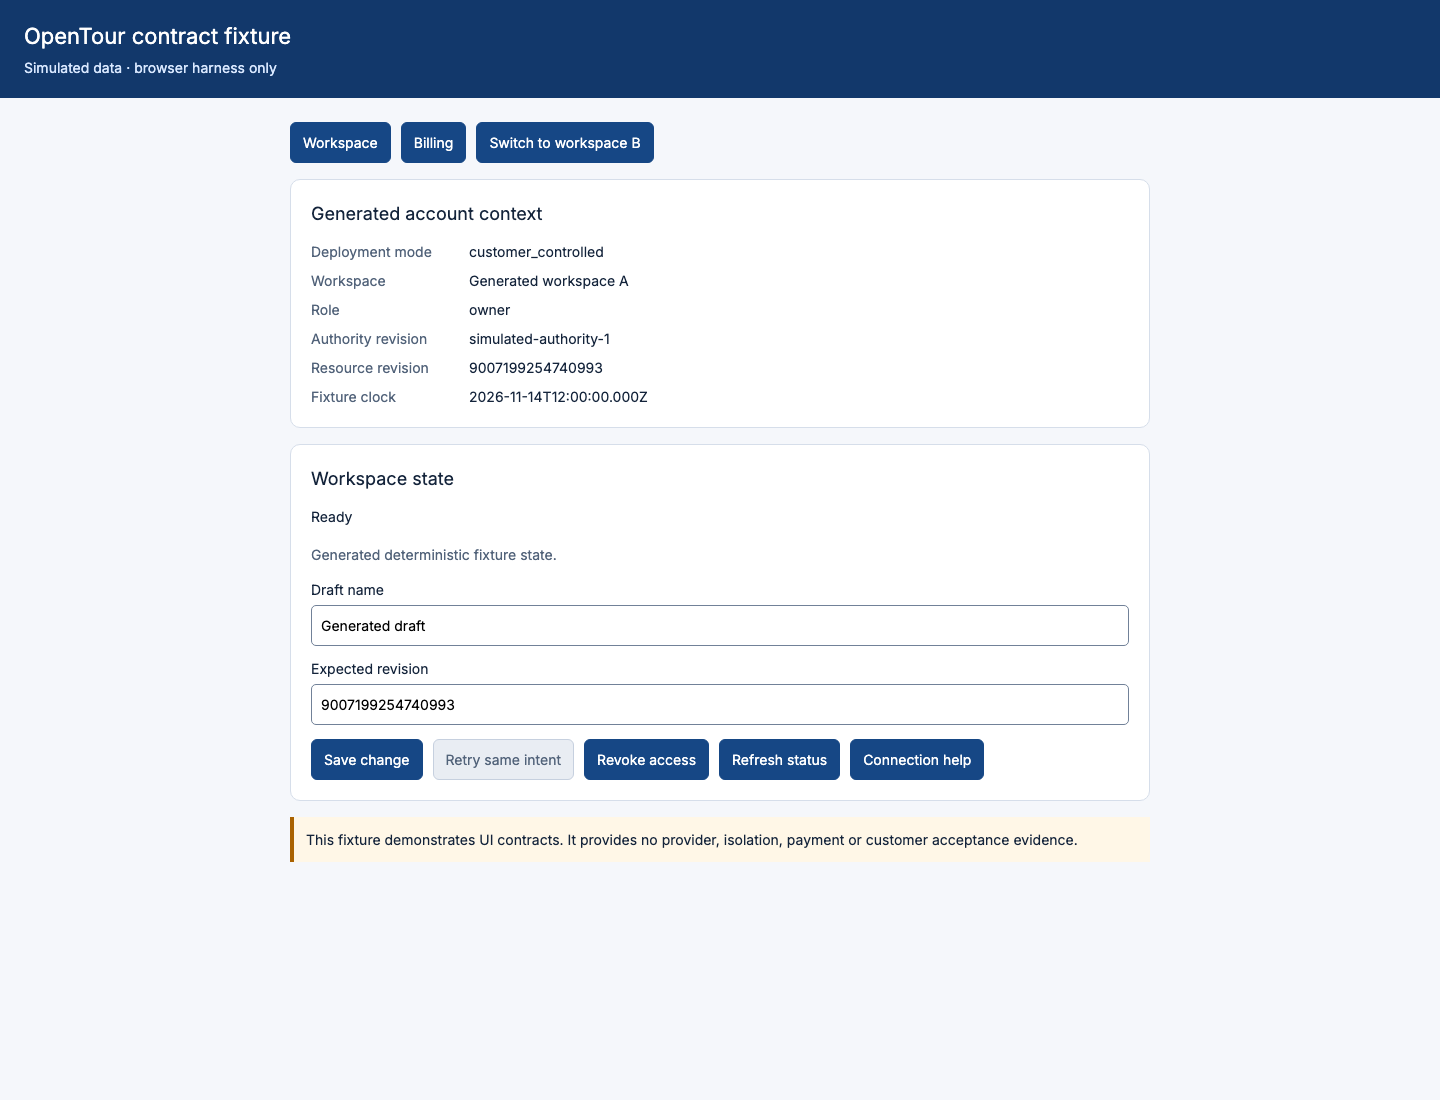 OpenTour contract fixture
Simulated data · browser harness only
Workspace Billing Switch to workspace B
Generated account context
Deployment mode customer_controlled
Workspace Generated workspace A
Role owner
Authority revision simulated-authority-1
Resource revision 9007199254740993
Fixture clock 2026-11-14T12:00:00.000Z
Workspace state
Ready
Generated deterministic fixture state.
Draft name
Generated draft
Expected revision
9007199254740993
Save change Retry same intent Revoke access Refresh status Connection help
This fixture demonstrates UI contracts. It provides no provider, isolation, payment or customer acceptance evidence.